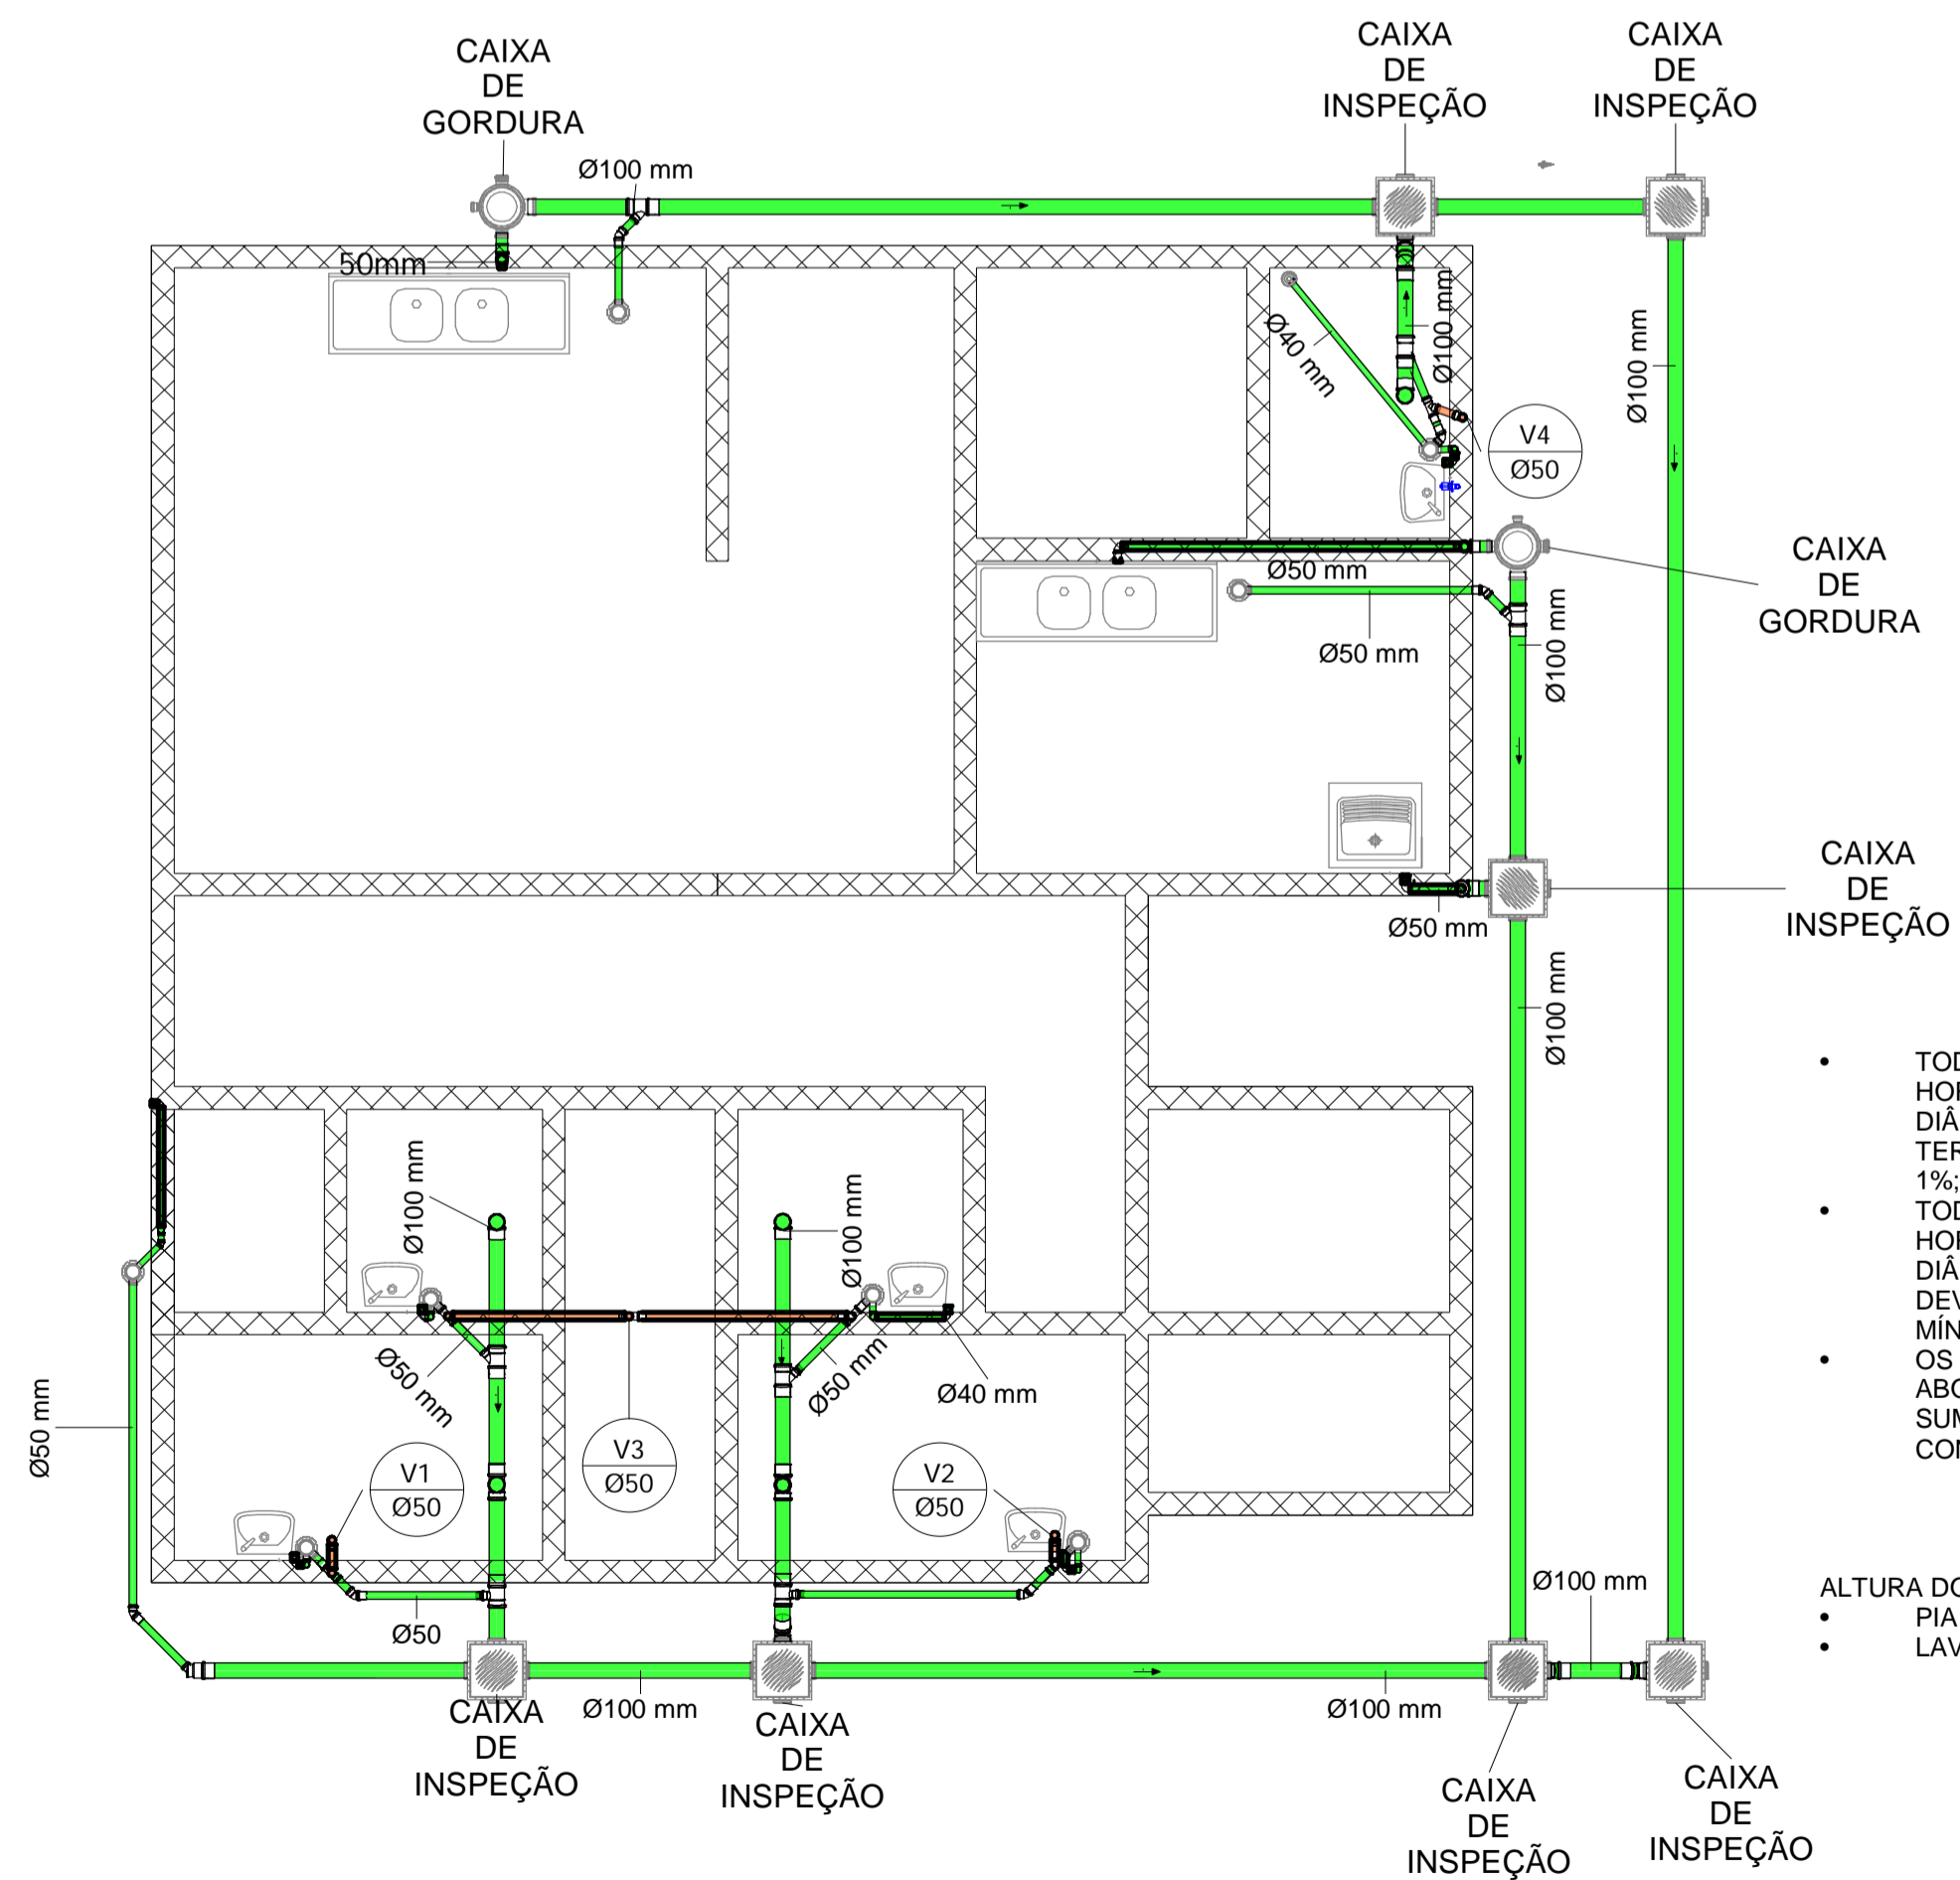 CAIXA
DE
GORDURA
CAIXA
DE
INSPEÇÃO
CAIXA
DE
INSPEÇÃO
Ø100 mm
50mm
Ø40 mm
Ø100 mm
Ø100 mm
V4
Ø50
CAIXA
DE
GORDURA
Ø50 mm
Ø50 mm
Ø100 mm
CAIXA
DE
INSPEÇÃO
Ø50 mm
Ø100 mm
Ø100 mm
Ø100 mm
Ø50 mm
Ø50 mm
Ø40 mm
Ø50 mm
V3
Ø50
V1
Ø50
V2
Ø50
Ø50
Ø100 mm
Ø100 mm
Ø100 mm
CAIXA
DE
INSPEÇÃO
CAIXA
DE
INSPEÇÃO
CAIXA
DE
INSPEÇÃO
CAIXA
DE
INSPEÇÃO
1%;
OS
ALTURA
• PIA